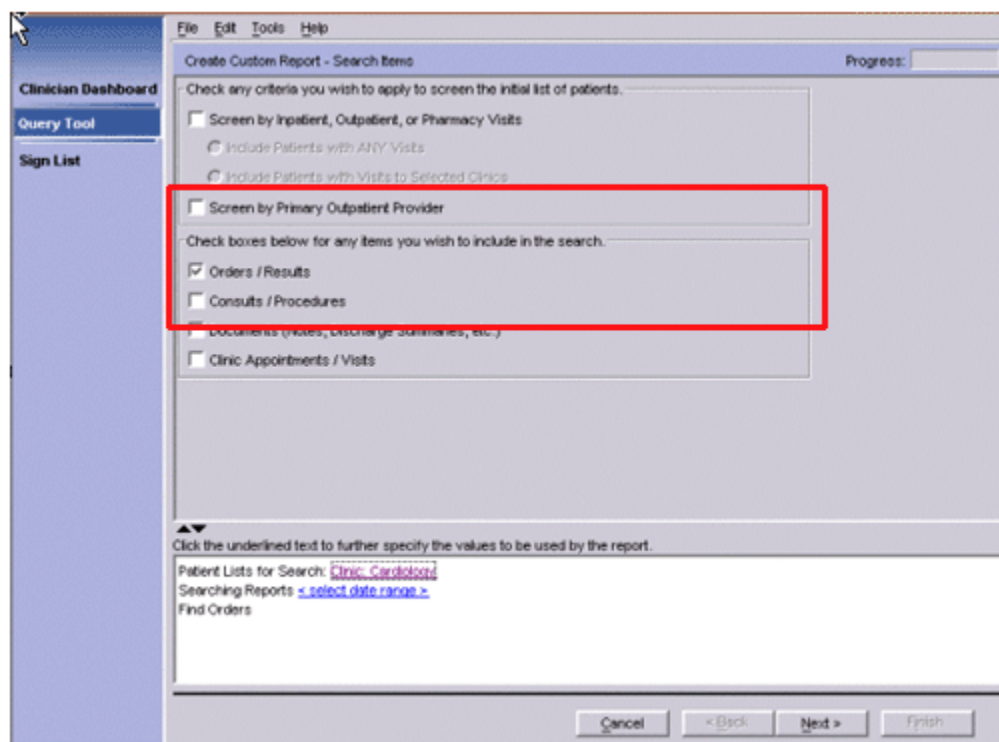 File Edit Tools Help
Create Custom Report - Search Items Progress:
Clinician Dashboard
Query Tool
Sign List
Check any criteria you wish to apply to screen the initial list of patients.
Screen by Inpatient, Outpatient, or Pharmacy Visits
Include Patients with ANY Visits
Include Patients with Visits to Selected Clinics
Screen by Primary Outpatient Provider
Check boxes below for any items you wish to include in the search.
Orders / Results
Consults / Procedures
Documents (Notes, Discharge Summaries, etc.)
Clinic Appointments / Visits
Click the underlined text to further specify the values to be used by the report.
Patient Lists for Search: Clinic: Cardiology
Searching Reports < select date range >
Find Orders
Cancel < Back Next > Finish